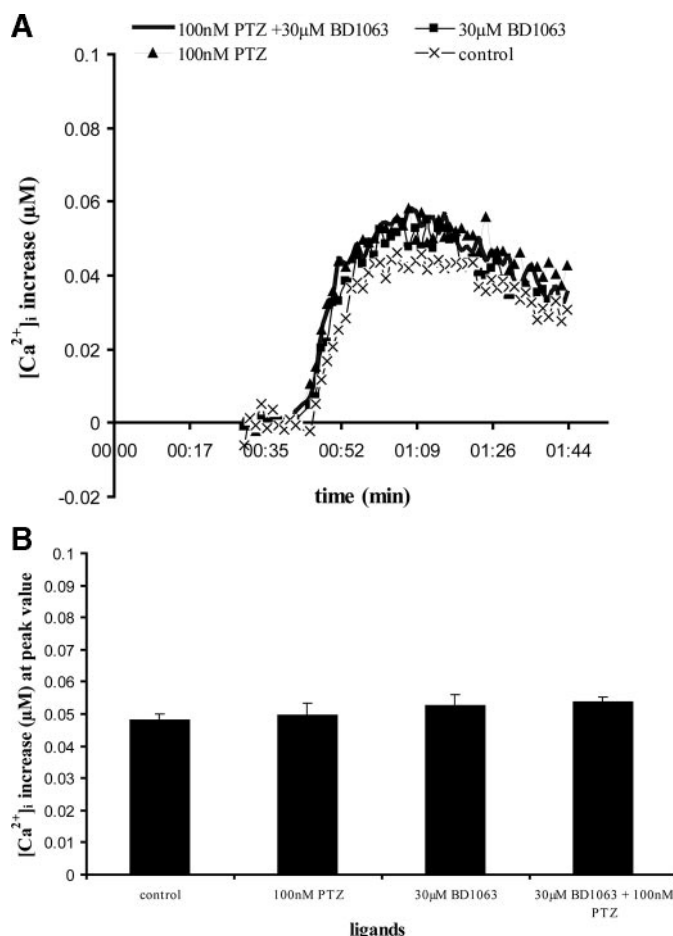 A
100nM PTZ +30µM BD1063
30µM BD1063
100nM PTZ
control
0.1
0.08
0.06
0.04
0.02
0
-0.02
[Ca2+]i increase (µM)
00:00 00:17 00:35 00:52 01:09 01:26 01:44
time (min)
B
0.1
0.09
0.08
0.07
0.06
0.05
0.04
0.03
0.02
0.01
0
[Ca2+]i increase (µM) at peak value
control 100nM PTZ 30µM BD1063 30µM BD1063 + 100nM
PTZ
ligands